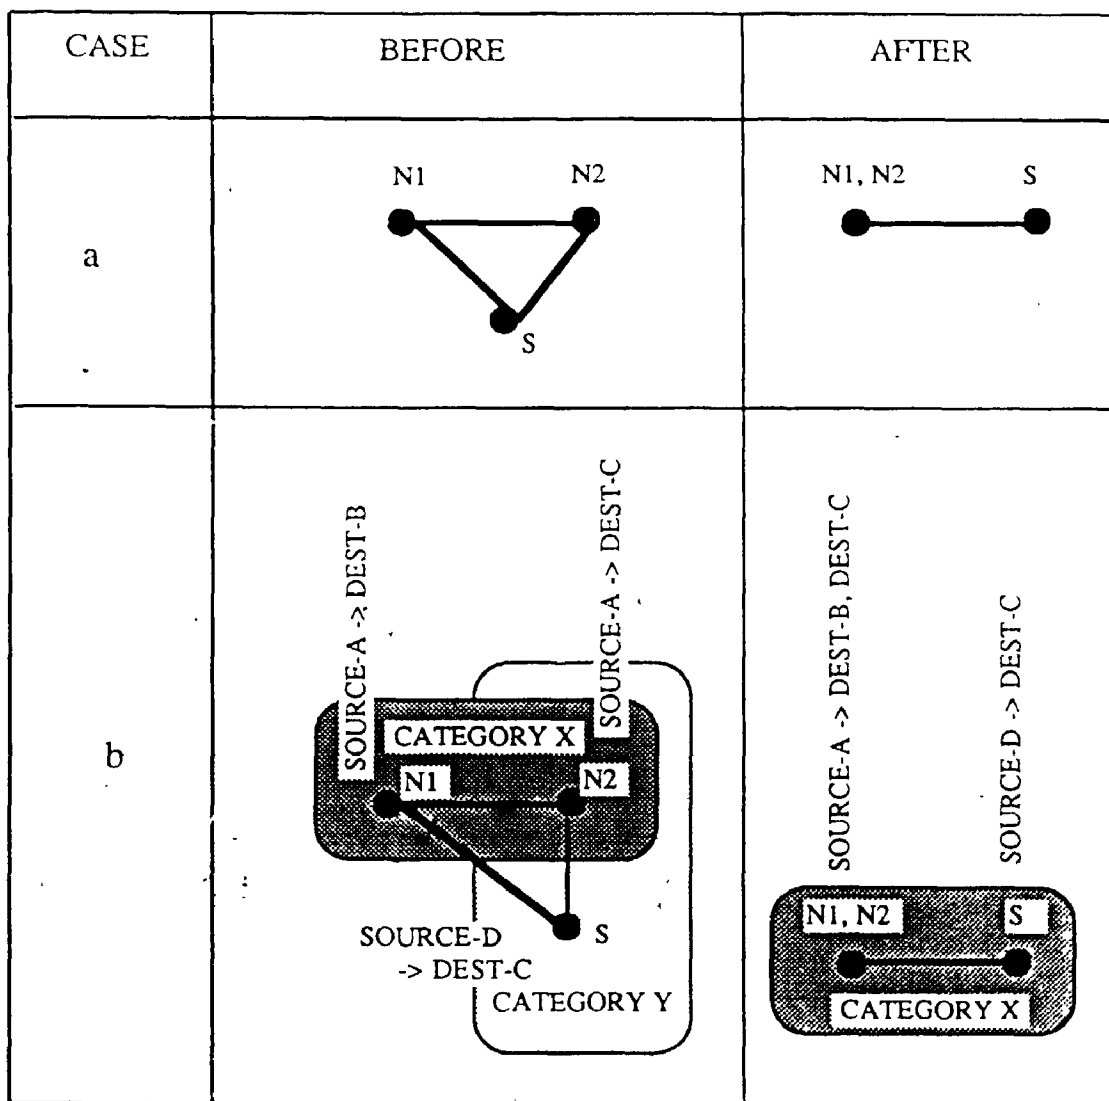 CASE
BEFORE
AFTER
a
N1
N2
S
N1, N2
S
b
SOURCE-A -> DEST-B
SOURCE-A -> DEST-C
CATEGORY X
N1
N2
S
SOURCE-D
-> DEST-C
CATEGORY Y
SOURCE-A -> DEST-B, DEST-C
SOURCE-D -> DEST-C
N1, N2
S
CATEGORY X